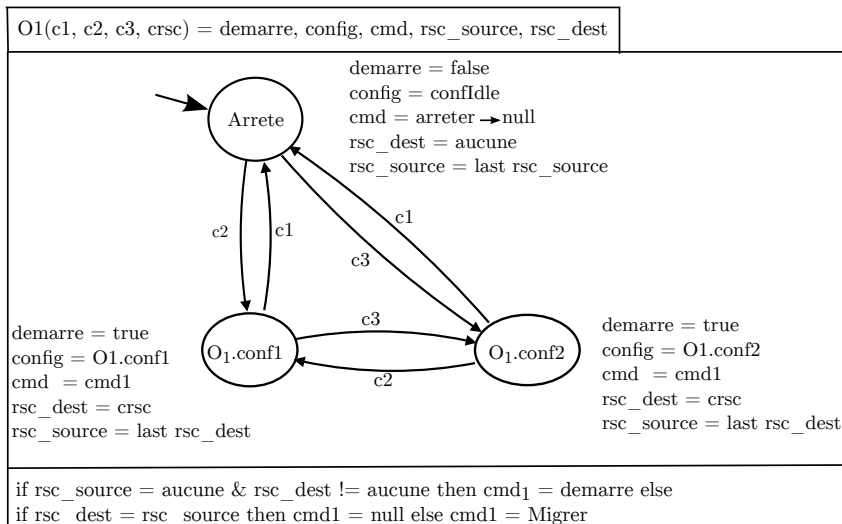 O1(c1, c2, c3, crsc) = demarre, config, cmd, rsc_source, rsc_dest
demarre = false
config = confIdle
cmd = arreter → null
rsc_dest = aucune
rsc_source = last rsc_source
Arrete
c2
c1
c1
c3
c3
c2
O1.conf1
O1.conf2
demarre = true
config = O1.conf1
cmd = cmd1
rsc_dest = crsc
rsc_source = last rsc_dest
demarre = true
config = O1.conf2
cmd = cmd1
rsc_dest = crsc
rsc_source = last rsc_dest
if rsc_source = aucune & rsc_dest != aucune then cmd1 = demarre else
if rsc_dest = rsc_source then cmd1 = null else cmd1 = Migrer